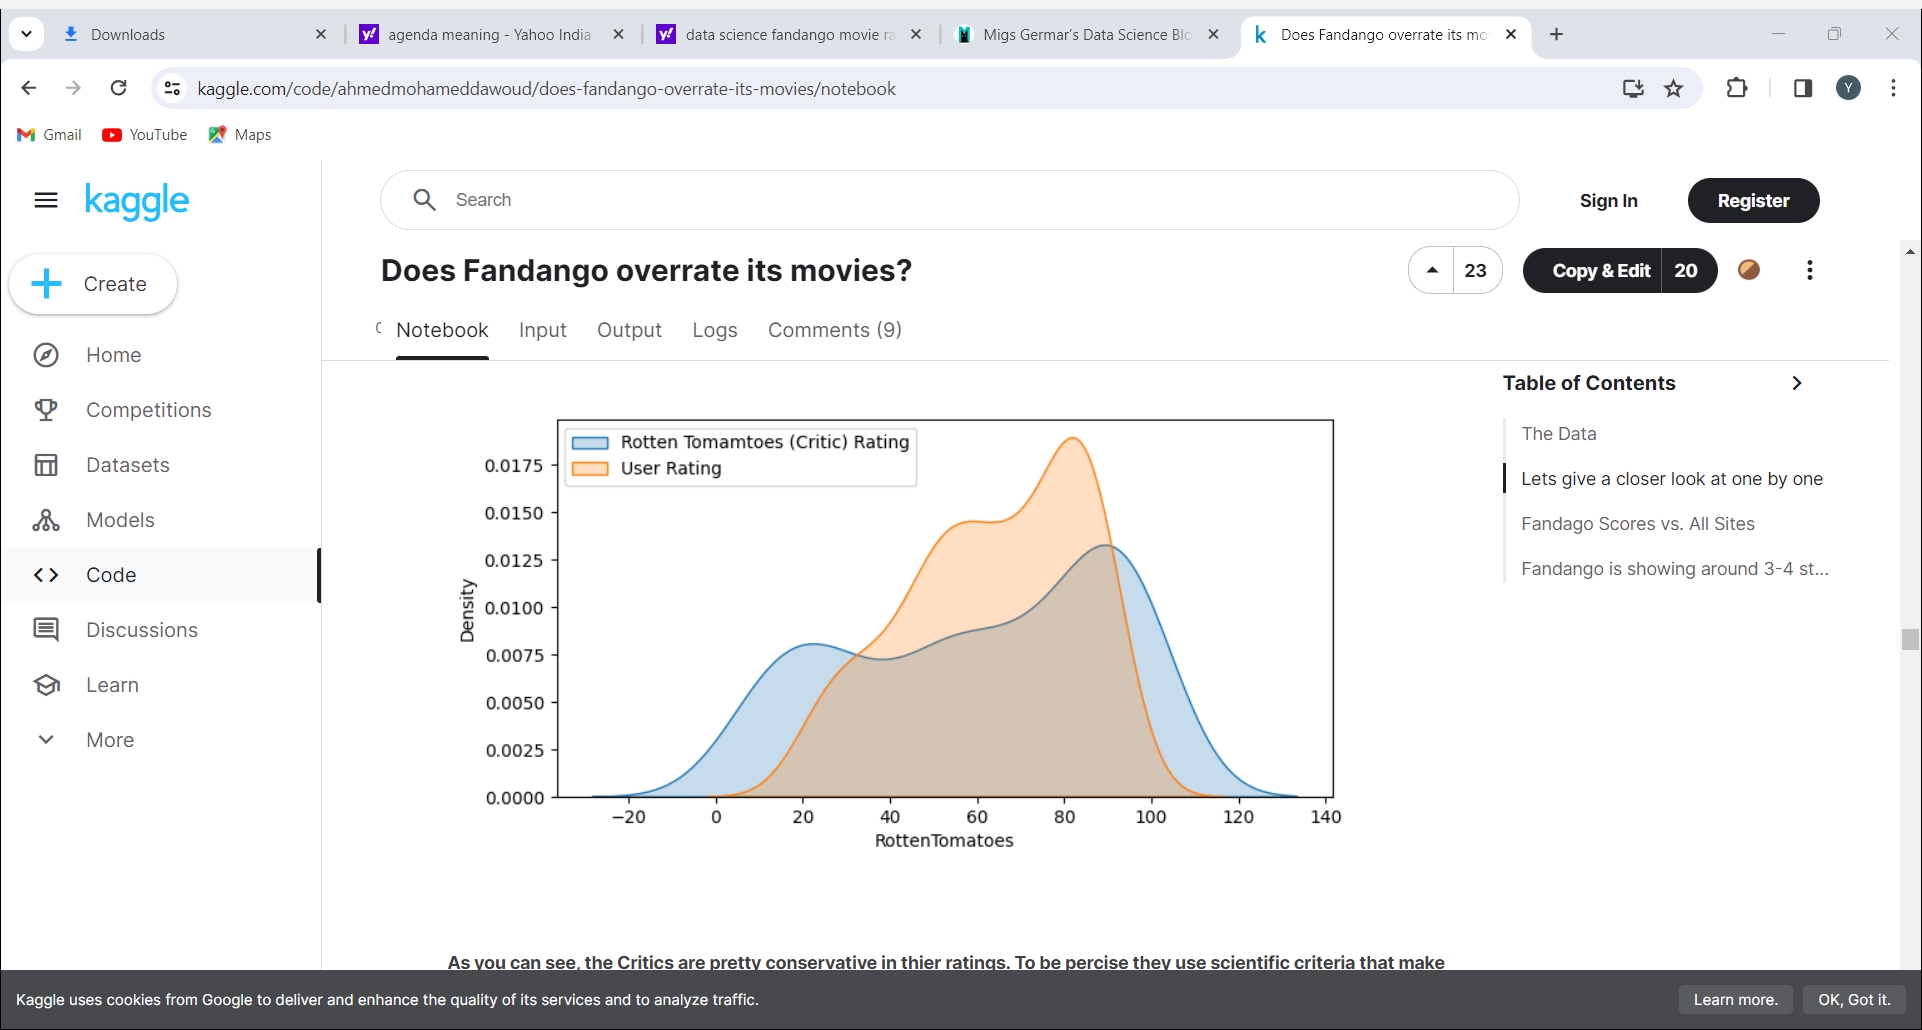 Downloads
agenda meaning - Yahoo India
data science fandango movie ra
Migs Germar's Data Science Blo
Does Fandango overrate its mo
kaggle.com/code/ahmedmohameddawoud/does-fandango-overrate-its-movies/notebook
Y
Gmail
YouTube
Maps
kaggle
Search
Sign In
Register
Create
Home
Competitions
Datasets
Models
Code
Discussions
Learn
More
Does Fandango overrate its movies?
23
Copy & Edit
20
Notebook
Input
Output
Logs
Comments (9)
Rotten Tomamtoes (Critic) Rating
User Rating
Density
0.0175
0.0150
0.0125
0.0100
0.0075
0.0050
0.0025
0.0000
−20
0
20
40
60
80
100
120
140
RottenTomatoes
Table of Contents
The Data
Lets give a closer look at one by one
Fandago Scores vs. All Sites
Fandango is showing around 3-4 st...
As you can see, the Critics are pretty conservative in thier ratings. To be percise they use scientific criteria that make
Kaggle uses cookies from Google to deliver and enhance the quality of its services and to analyze traffic.
Learn more.
OK, Got it.